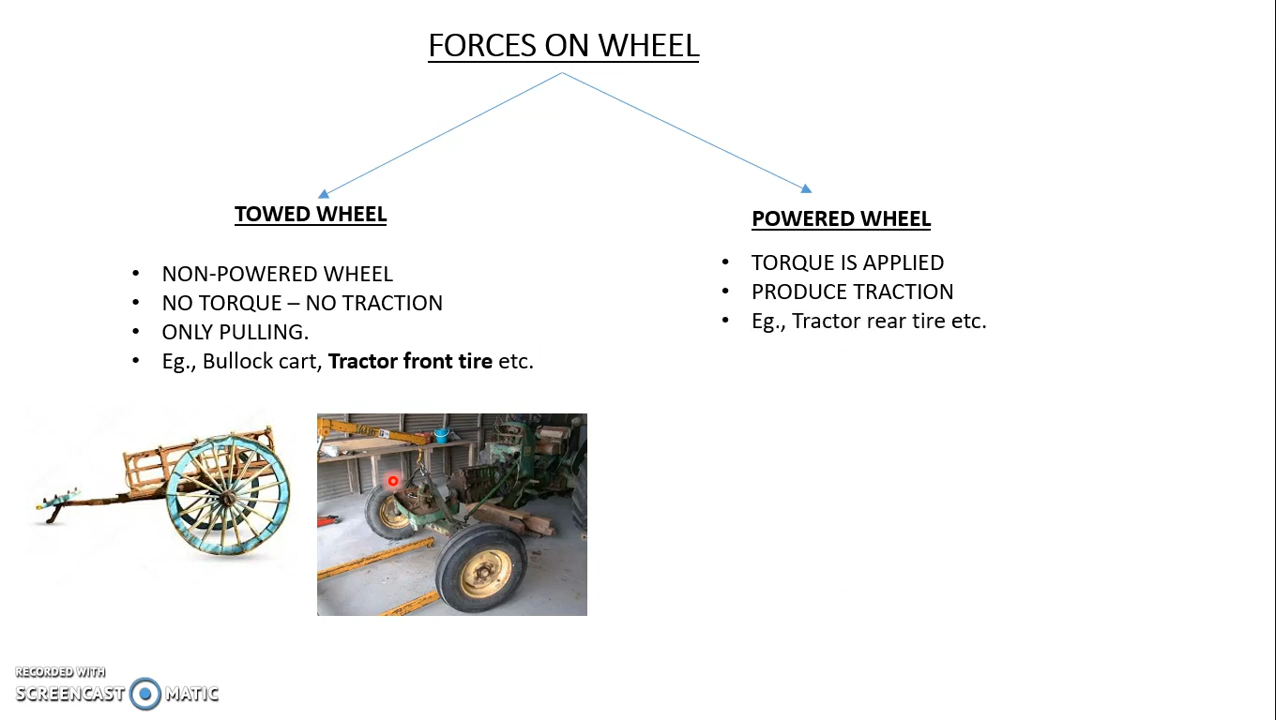 FORCES ON WHEEL
TOWED WHEEL
• NON-POWERED WHEEL
• NO TORQUE – NO TRACTION
• ONLY PULLING.
• Eg., Bullock cart, Tractor front tire etc.
POWERED WHEEL
• TORQUE IS APPLIED
• PRODUCE TRACTION
• Eg., Tractor rear tire etc.
RECORDED WITH
SCREENCAST MATIC